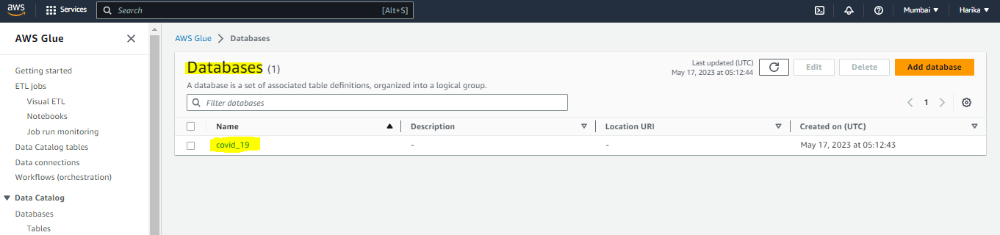 aws Services Search [Alt+S] Mumbai Harika
AWS Glue
Getting started
ETL jobs
Visual ETL
Notebooks
Job run monitoring
Data Catalog tables
Data connections
Workflows (orchestration)
Data Catalog
Databases
Tables
AWS Glue > Databases
Databases (1)
A database is a set of associated table definitions, organized into a logical group.
Last updated (UTC)
May 17, 2023 at 05:12:44
Edit Delete Add database
Filter databases
1
Name Description Location URI Created on (UTC)
covid_19 - - May 17, 2023 at 05:12:43